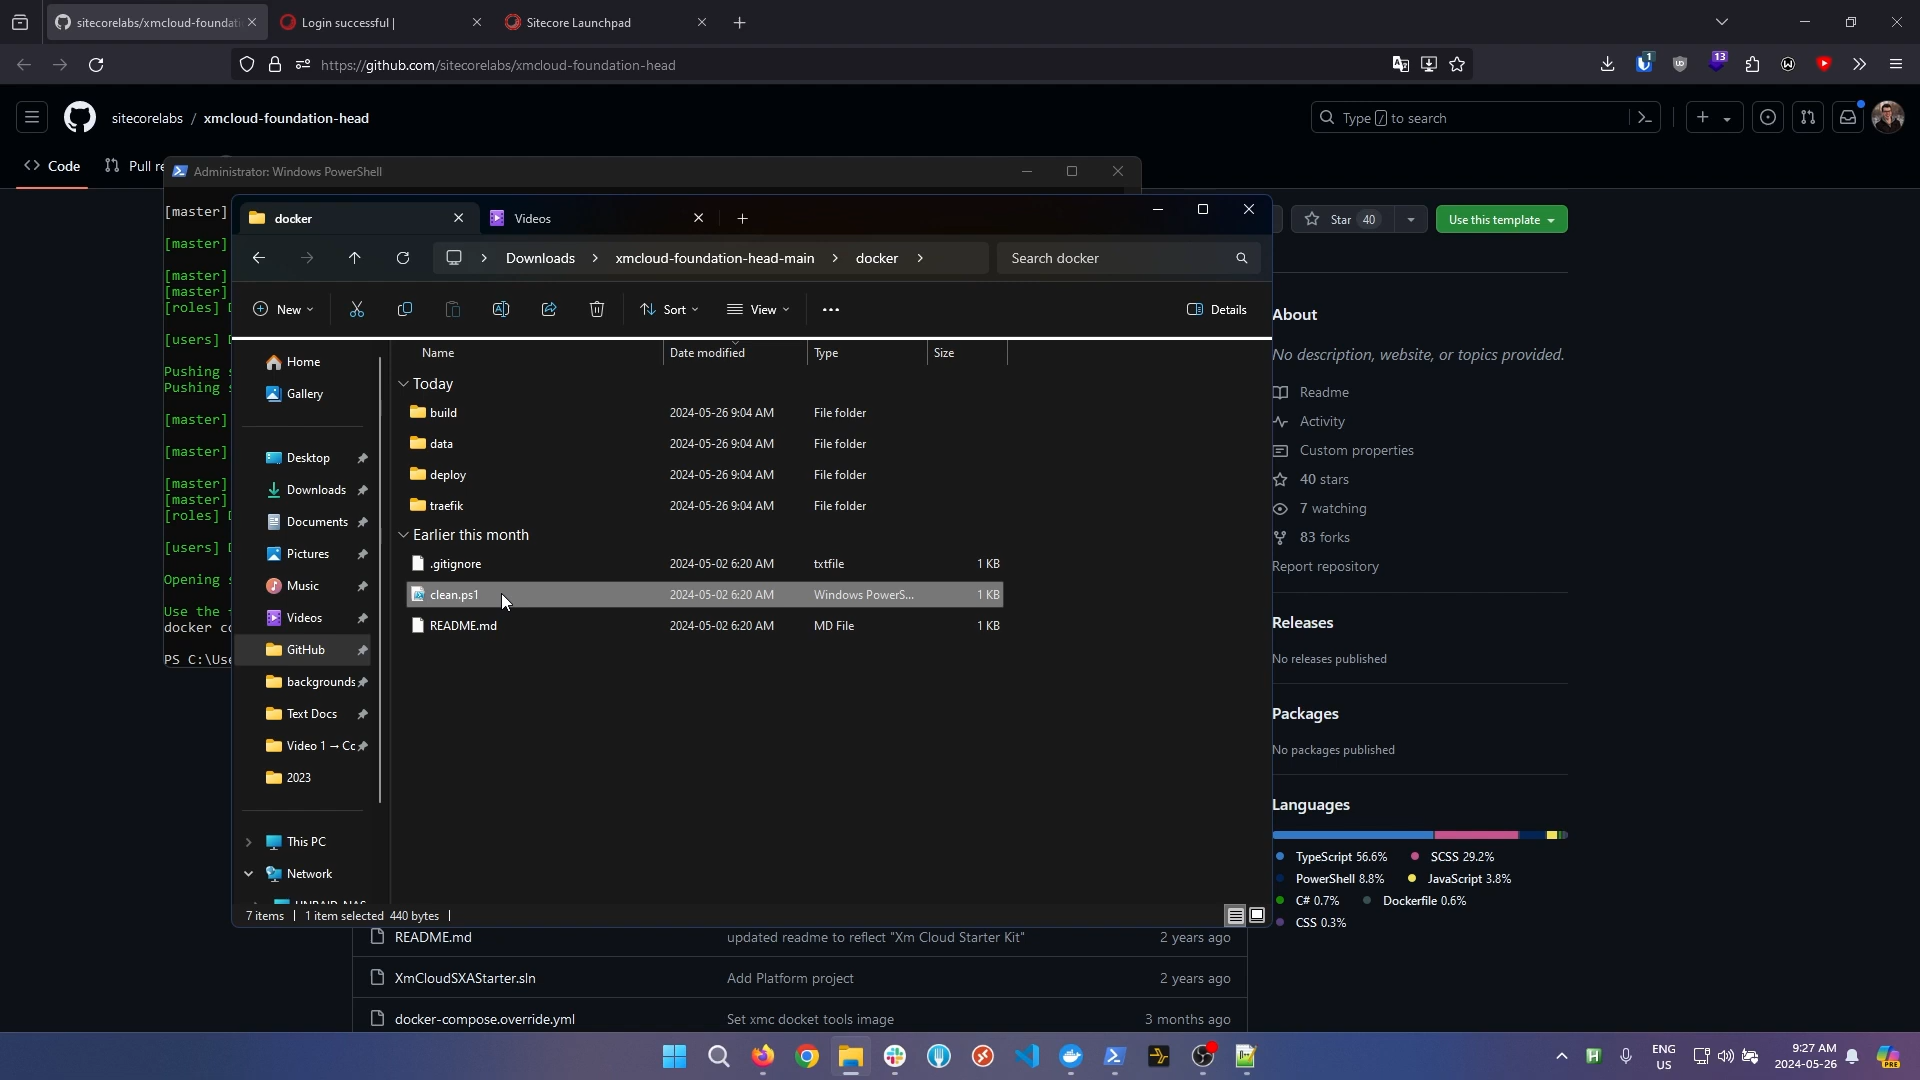 sitecorelabs/xmcloud-foundati
Login successful |
Sitecore Launchpad
https://github.com/sitecorelabs/xmcloud-foundation-head
1
13
sitecorelabs / xmcloud-foundation-head
Type / to search
Code
Pull re
Administrator: Windows PowerShell
Star 40
Use this template
[master]
[master]
[master]
[master]
[roles]
[users]
Pushing
Pushing
[master]
[master]
[master]
[master]
[roles]
[users]
Opening
Use the
docker
PS C:\Use
docker
Videos
Downloads > xmcloud-foundation-head-main > docker >
Search docker
New
Sort
View
Details
Home
Gallery
Desktop
Downloads
Documents
Pictures
Music
Videos
GitHub
backgrounds
Text Docs
Video 1 → Cc
2023
This PC
Network
Name
Date modified
Type
Size
Today
build 2024-05-26 9:04 AM File folder
data 2024-05-26 9:04 AM File folder
deploy 2024-05-26 9:04 AM File folder
traefik 2024-05-26 9:04 AM File folder
Earlier this month
.gitignore 2024-05-02 6:20 AM txtfile 1 KB
clean.ps1 2024-05-02 6:20 AM Windows PowerS... 1 KB
README.md 2024-05-02 6:20 AM MD File 1 KB
7 items | 1 item selected 440 bytes |
About
No description, website, or topics provided.
Readme
Activity
Custom properties
40 stars
7 watching
83 forks
Report repository
Releases
No releases published
Packages
No packages published
Languages
TypeScript 56.6%
SCSS 29.2%
PowerShell 8.8%
JavaScript 3.8%
C# 0.7%
Dockerfile 0.6%
CSS 0.3%
README.md updated readme to reflect "Xm Cloud Starter Kit" 2 years ago
XmCloudSXAStarter.sln Add Platform project 2 years ago
docker-compose.override.yml Set xmc docket tools image 3 months ago
ENG
US
9:27 AM
2024-05-26
PRE